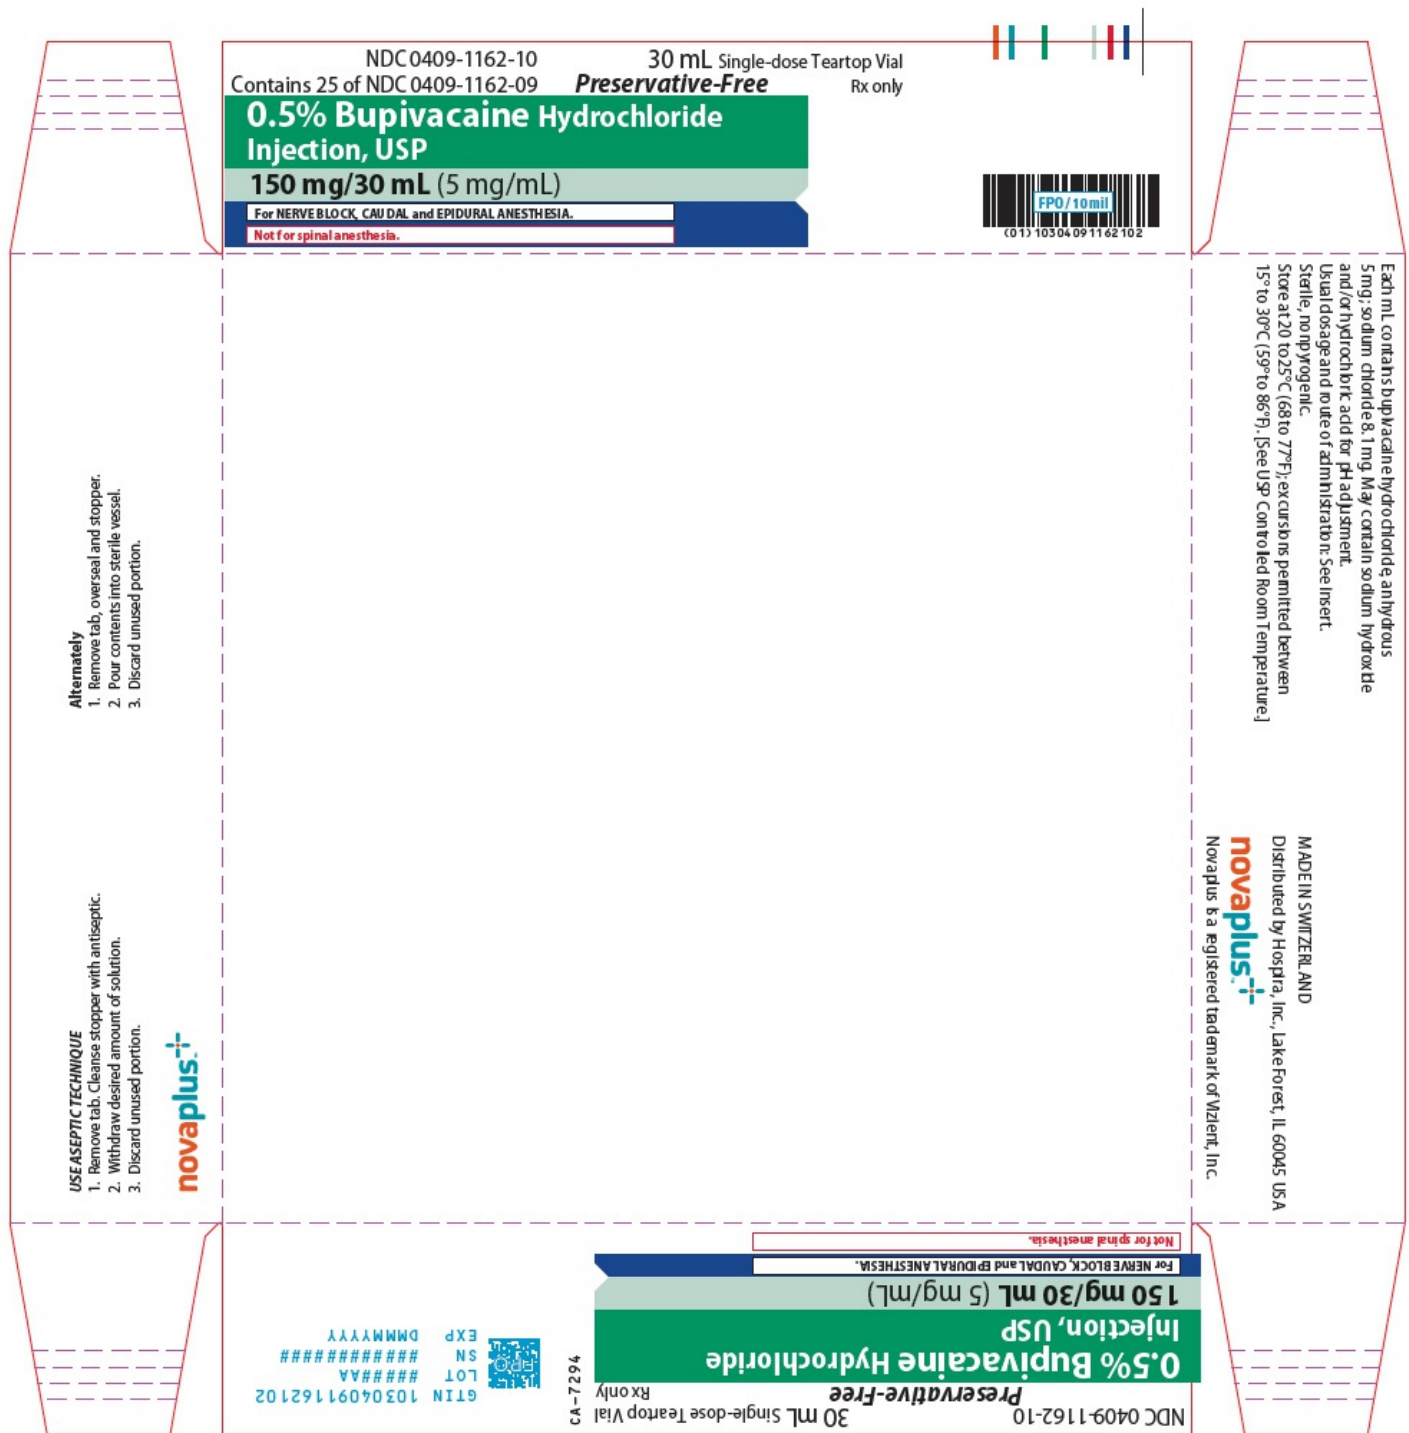 NDC 0409-1162-10
Contains 25 of NDC 0409-1162-09
30 mL Single-dose Teartop Vial
Preservative-Free Rx only
0.5% Bupivacaine Hydrochloride
Injection, USP
150 mg/30 mL (5 mg/mL)
For NERVE BLOCK, CAUDAL and EPIDURAL ANESTHESIA.
Not for spinal anesthesia.
FPO/10mil
(01)10304091162102
Each mL contains bupivacaine hydrochloride, anhydrous
5 mg; sodium chloride 8.1 mg. May contain sodium hydroxide
and/or hydrochloric acid for pH adjustment.
Usual dosage and route of administration: See insert.
Sterile, nonpyrogenic.
Store at 20 to 25°C (68 to 77°F); excursions permitted between
15° to 30°C (59° to 86°F). [See USP Controlled Room Temperature.]
MADE IN SWITZERLAND
Distributed by Hospira, Inc., Lake Forest, IL 60045 USA
novaplus™
Novaplus is a registered trademark of Vizient, Inc.
Alternately
1. Remove tab, overseal and stopper.
2. Pour contents into sterile vessel.
3. Discard unused portion.
USE ASEPTIC TECHNIQUE
1. Remove tab. Cleanse stopper with antiseptic.
2. Withdraw desired amount of solution.
3. Discard unused portion.
novaplus™
NDC 0409-1162-10
30 mL Single-dose Teartop Vial
Preservative-Free Rx only
0.5% Bupivacaine Hydrochloride
Injection, USP
150 mg/30 mL (5 mg/mL)
For NERVE BLOCK, CAUDAL and EPIDURAL ANESTHESIA.
Not for spinal anesthesia.
CA-7294
FPO
GTIN 10304091162102
LOT ######AA
SN ############
EXP DMMMYYYY